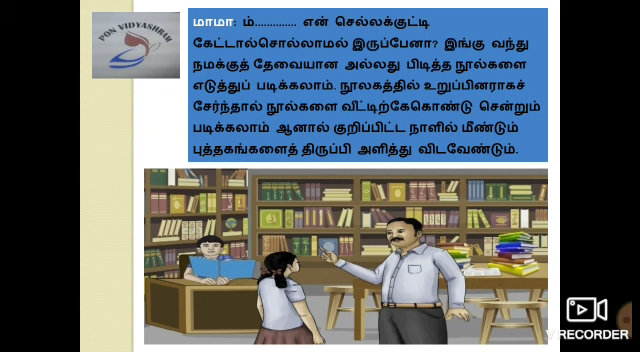 PON VIDYASHRAM
மாமா: ம்.............. என் செல்லக்குட்டி
கேட்டால்சொல்லாமல் இருப்பேனா? இங்கு வந்து
நமக்குத் தேவையான அல்லது பிடித்த நூல்களை
எடுத்துப் படிக்கலாம். நூலகத்தில் உறுப்பினராகச்
சேர்ந்தால் நூல்களை வீட்டிற்கேகொண்டு சென்றும்
படிக்கலாம் ஆனால் குறிப்பிட்ட நாளில் மீண்டும்
புத்தகங்களைத் திருப்பி அளித்து விடவேண்டும்.
RECORDER